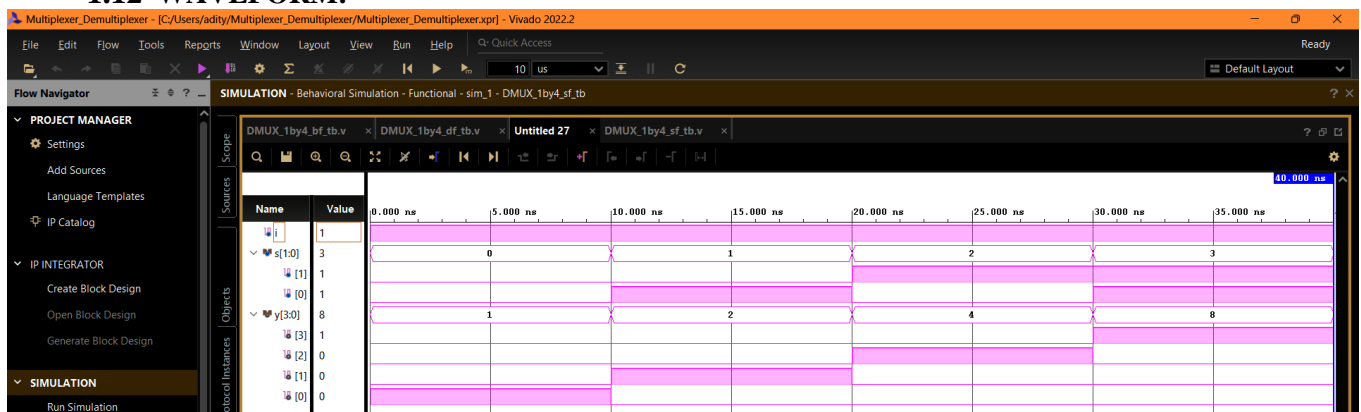 1.12 WAVEFORM:
Multiplexer_Demultiplexer - [C:/Users/adity/Multiplexer_Demultiplexer/Multiplexer_Demultiplexer.xpr] - Vivado 2022.2
File Edit Flow Tools Reports Window Layout View Run Help Q- Quick Access Ready
10 us Default Layout
Flow Navigator SIMULATION - Behavioral Simulation - Functional - sim_1 - DMUX_1by4_sf_tb
PROJECT MANAGER
Settings
Add Sources
Language Templates
IP Catalog
IP INTEGRATOR
Create Block Design
Open Block Design
Generate Block Design
SIMULATION
Run Simulation
Scope
Sources
Objects
Protocol Instances
DMUX_1by4_bf_tb.v DMUX_1by4_df_tb.v Untitled 27 DMUX_1by4_sf_tb.v
40.000 ns
Name Value 0.000 ns 5.000 ns 10.000 ns 15.000 ns 20.000 ns 25.000 ns 30.000 ns 35.000 ns
i 1
s[1:0] 3 0 1 2 3
[1] 1
[0] 1
y[3:0] 8 1 2 4 8
[3] 1
[2] 0
[1] 0
[0] 0